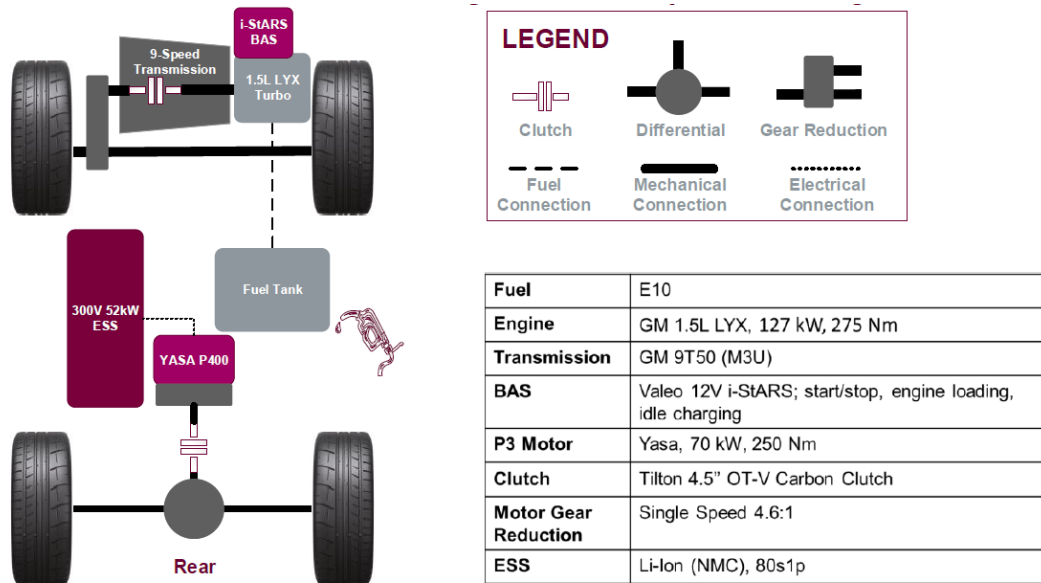 i-StARS
BAS
9-Speed
Transmission
1.5L LYX
Turbo
300V 52kW
ESS
Fuel Tank
YASA P400
Rear
LEGEND
Clutch
Differential
Gear Reduction
Fuel
Connection
Mechanical
Connection
Electrical
Connection
Fuel E10
Engine GM 1.5L LYX, 127 kW, 275 Nm
Transmission GM 9T50 (M3U)
BAS Valeo 12V i-StARS; start/stop, engine loading,
idle charging
P3 Motor Yasa, 70 kW, 250 Nm
Clutch Tilton 4.5” OT-V Carbon Clutch
Motor Gear
Reduction
Single Speed 4.6:1
ESS Li-Ion (NMC), 80s1p